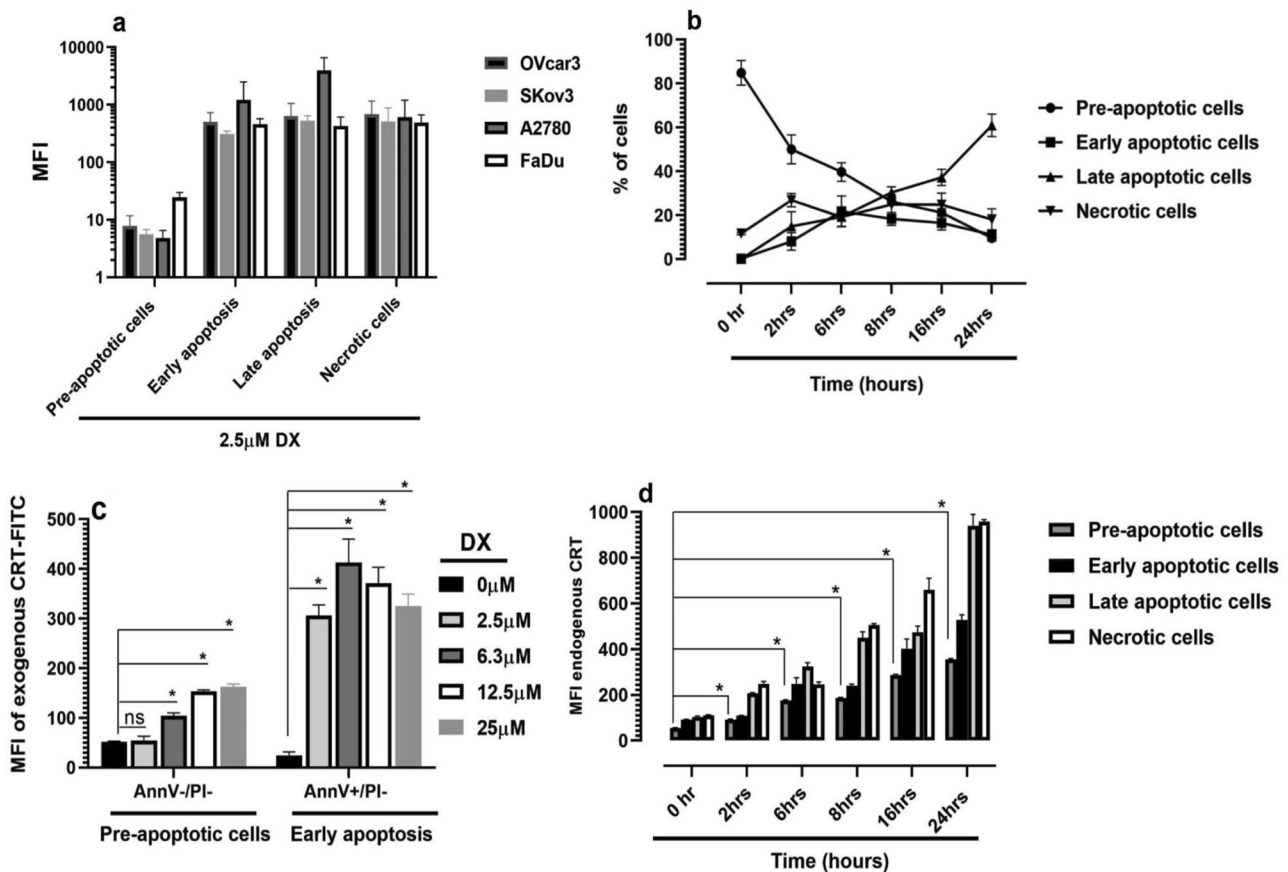 a
MFI
10000
1000
100
10
1
OVcar3
SKov3
A2780
FaDu
Pre-apoptotic cells
Early apoptosis
Late apoptosis
Necrotic cells
2.5μM DX
b
% of cells
100
80
60
40
20
0
0 hr
2hrs
6hrs
8hrs
16hrs
24hrs
Time (hours)
Pre-apoptotic cells
Early apoptotic cells
Late apoptotic cells
Necrotic cells
c
MFI of exogenous CRT-FITC
500
400
300
200
100
0
ns
*
*
*
*
*
*
*
AnnV-/PI-
AnnV+/PI-
Pre-apoptotic cells
Early apoptosis
DX
0μM
2.5μM
6.3μM
12.5μM
25μM
d
MFI endogenous CRT
1000
800
600
400
200
0
*
*
*
*
*
0 hr
2hrs
6hrs
8hrs
16hrs
24hrs
Time (hours)
Pre-apoptotic cells
Early apoptotic cells
Late apoptotic cells
Necrotic cells